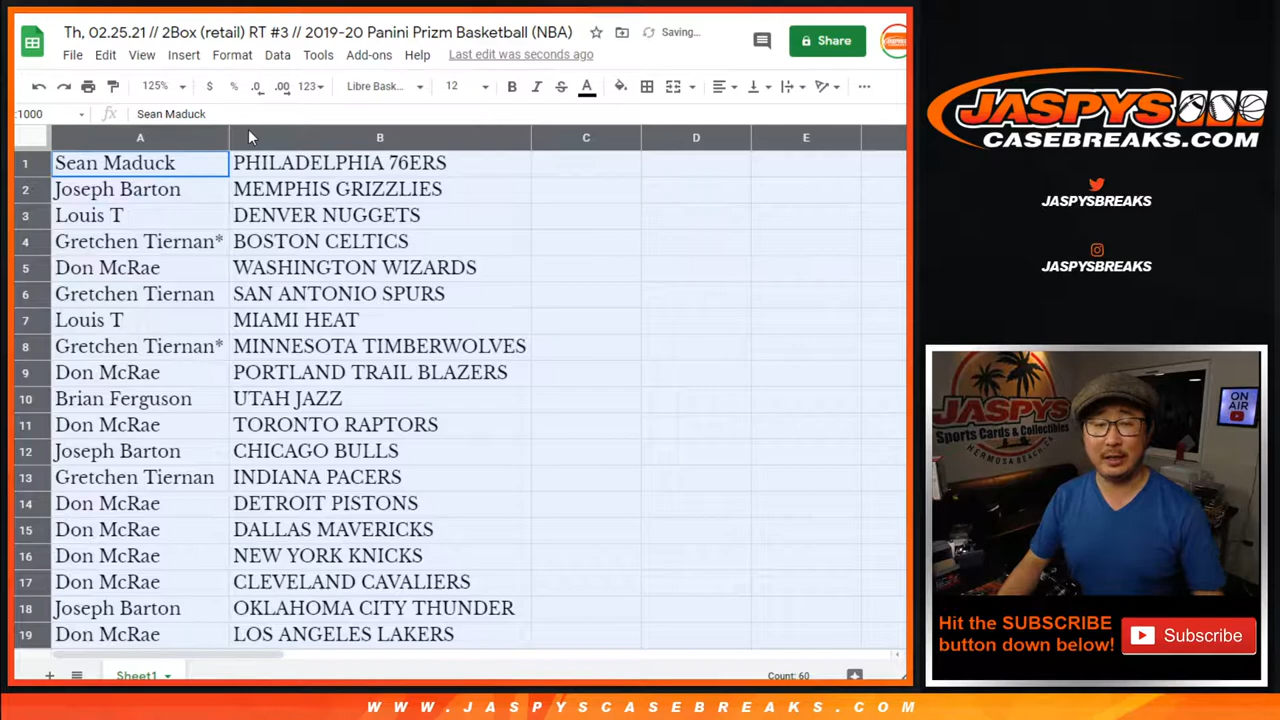 Th, 02.25.21 // 2Box (retail) RT #3 // 2019-20 Panini Prizm Basketball (NBA)
Saving...
Share
File Edit View Insert Format Data Tools Add-ons Help Last edit was seconds ago
125% $ % .0 .00 123 Libre Bask... 12 B I S A
:1000 fx Sean Maduck
A B C D E
1 Sean Maduck PHILADELPHIA 76ERS
2 Joseph Barton MEMPHIS GRIZZLIES
3 Louis T DENVER NUGGETS
4 Gretchen Tiernan* BOSTON CELTICS
5 Don McRae WASHINGTON WIZARDS
6 Gretchen Tiernan SAN ANTONIO SPURS
7 Louis T MIAMI HEAT
8 Gretchen Tiernan* MINNESOTA TIMBERWOLVES
9 Don McRae PORTLAND TRAIL BLAZERS
10 Brian Ferguson UTAH JAZZ
11 Don McRae TORONTO RAPTORS
12 Joseph Barton CHICAGO BULLS
13 Gretchen Tiernan INDIANA PACERS
14 Don McRae DETROIT PISTONS
15 Don McRae DALLAS MAVERICKS
16 Don McRae NEW YORK KNICKS
17 Don McRae CLEVELAND CAVALIERS
18 Joseph Barton OKLAHOMA CITY THUNDER
19 Don McRae LOS ANGELES LAKERS
Sheet1
Count: 60
JASPYS
CASEBREAKS.COM
JASPYSBREAKS
JASPYSBREAKS
JASPYS
Sports Cards & Collectibles
HERMOSA BEACH, CA
ON
AIR
Hit the SUBSCRIBE
button down below!
Subscribe
WWW.JASPYSCASEBREAKS.COM